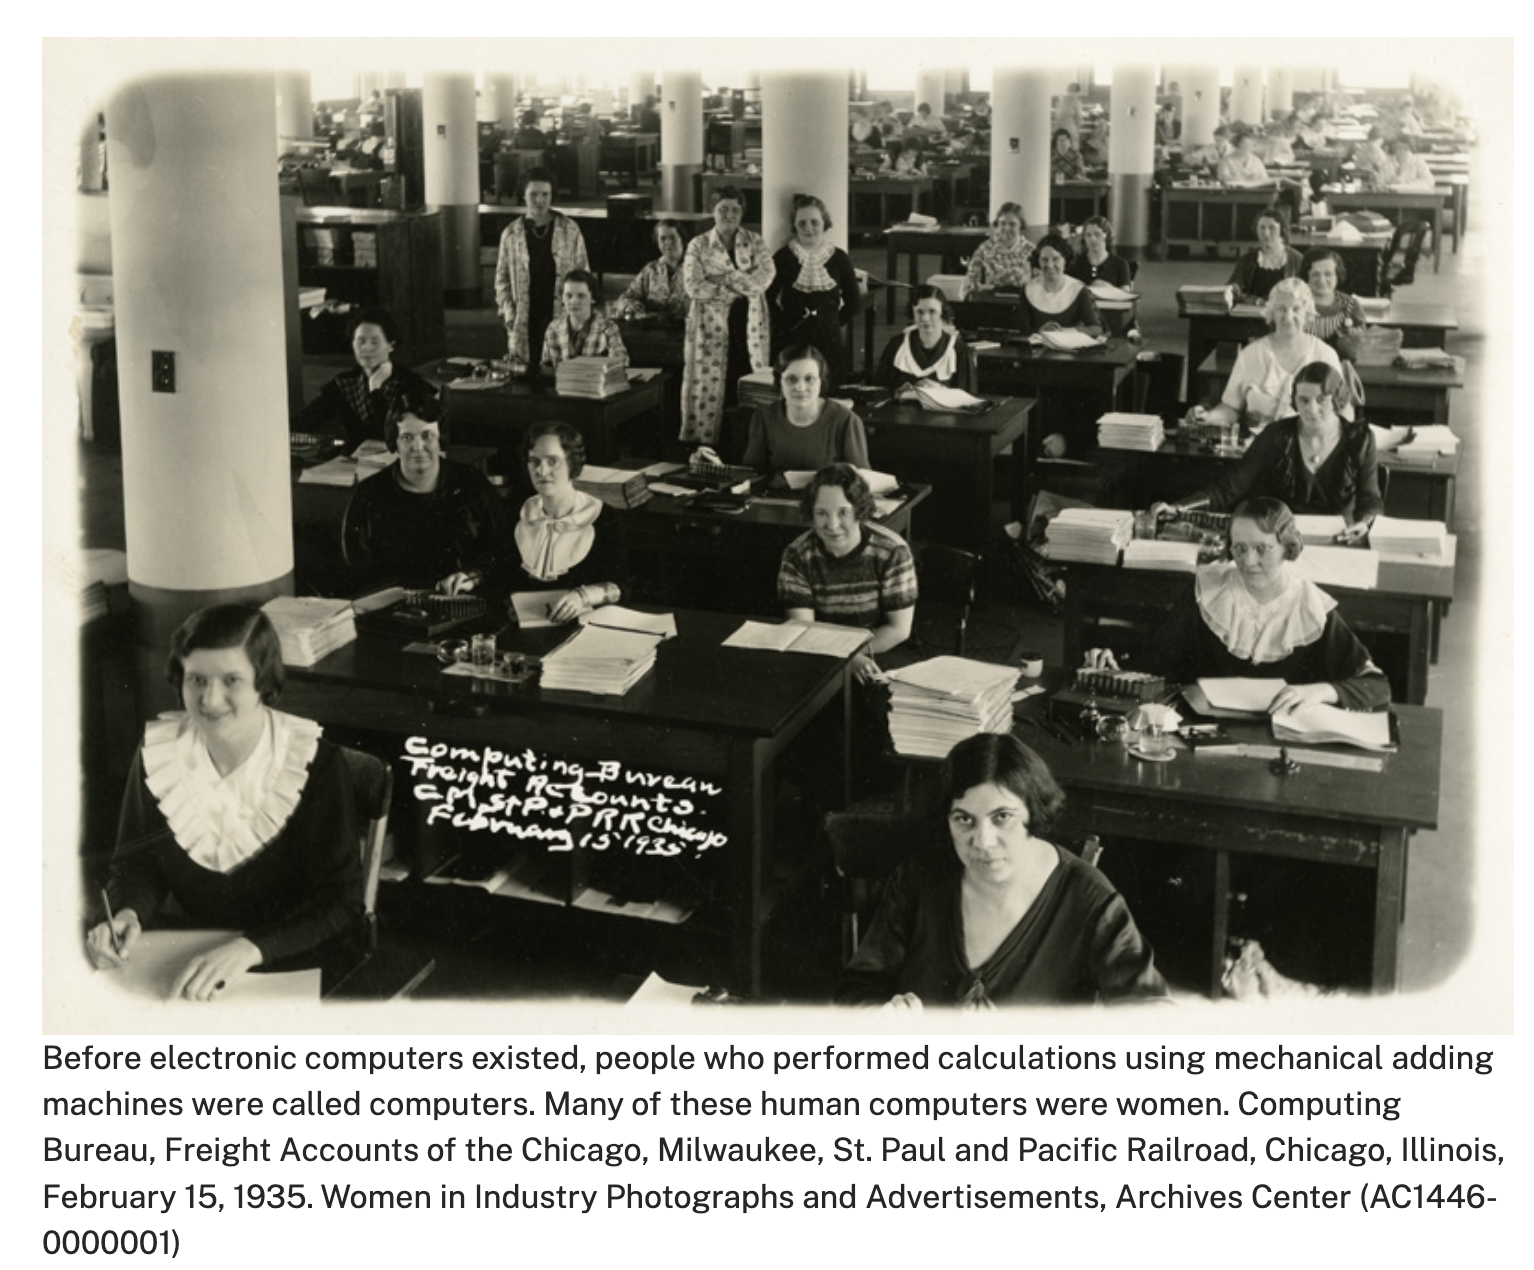 Computing Bureau
Freight Accounts.
C M St P & P R R Chicago
February 15 1935.
Before electronic computers existed, people who performed calculations using mechanical adding
machines were called computers. Many of these human computers were women. Computing
Bureau, Freight Accounts of the Chicago, Milwaukee, St. Paul and Pacific Railroad, Chicago, Illinois,
February 15, 1935. Women in Industry Photographs and Advertisements, Archives Center (AC1446-
0000001)